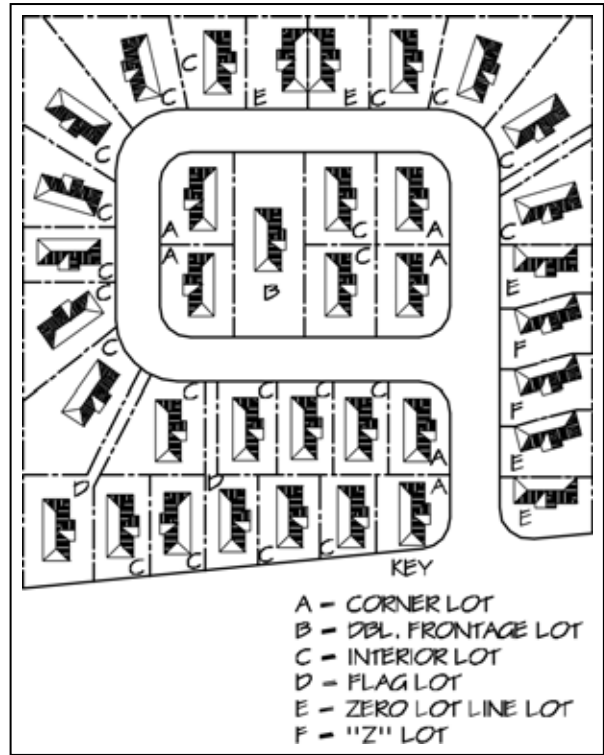 C C E E C C
C C
C C
A C A
C A C A E
C B
C F
C C C F
A E
D D A
C C C C E
KEY
A - CORNER LOT
B - DBL. FRONTAGE LOT
C - INTERIOR LOT
D - FLAG LOT
E - ZERO LOT LINE LOT
F - "Z" LOT